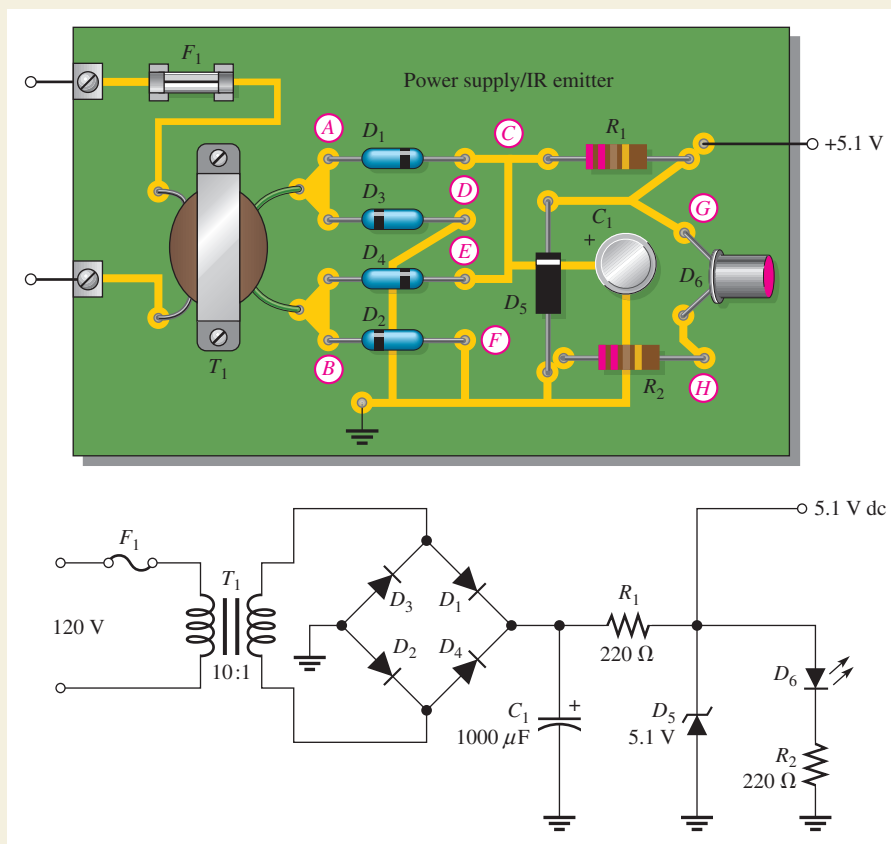 F1
Power supply/IR emitter
A
D1
C
R1
+5.1 V
D
D3
G
C1
+
E
D4
D6
D5
D2
F
T1
B
R2
H
5.1 V dc
F1
T1
120 V
D3
D1
R1
D2
D4
220 Ω
D6
10:1
C1
+
D5
1000 μF
5.1 V
R2
220 Ω